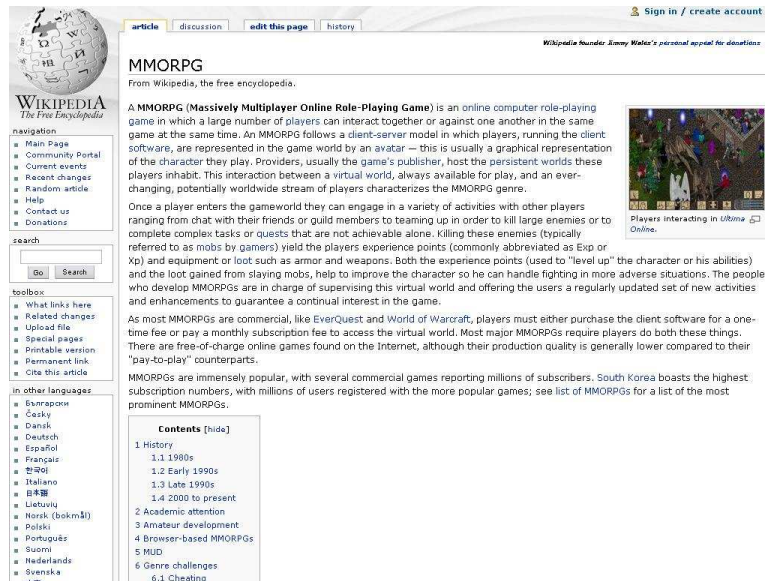 Sign in / create account
article
discussion
edit this page
history
Wikipedia founder Jimmy Wales's personal appeal for donations
WIKIPEDIA
The Free Encyclopedia
navigation
Main Page
Community Portal
Current events
Recent changes
Random article
Help
Contact us
Donations
search
Go
Search
toolbox
What links here
Related changes
Upload file
Special pages
Printable version
Permanent link
Cite this article
in other languages
Български
Česky
Dansk
Deutsch
Español
Français
한국어
Italiano
日本語
Lietuvių
Norsk (bokmål)
Polski
Português
Suomi
Nederlands
Svenska
MMORPG
From Wikipedia, the free encyclopedia.
A MMORPG (Massively Multiplayer Online Role-Playing Game) is an online computer role-playing
game in which a large number of players can interact together or against one another in the same
game at the same time. An MMORPG follows a client-server model in which players, running the client
software, are represented in the game world by an avatar — this is usually a graphical representation
of the character they play. Providers, usually the game's publisher, host the persistent worlds these
players inhabit. This interaction between a virtual world, always available for play, and an ever-
changing, potentially worldwide stream of players characterizes the MMORPG genre.
Players interacting in Ultima
Online.
Once a player enters the gameworld they can engage in a variety of activities with other players
ranging from chat with their friends or guild members to teaming up in order to kill large enemies or to
complete complex tasks or quests that are not achievable alone. Killing these enemies (typically
referred to as mobs by gamers) yield the players experience points (commonly abbreviated as Exp or
Xp) and equipment or loot such as armor and weapons. Both the experience points (used to "level up" the character or his abilities)
and the loot gained from slaying mobs, help to improve the character so he can handle fighting in more adverse situations. The people
who develop MMORPGs are in charge of supervising this virtual world and offering the users a regularly updated set of new activities
and enhancements to guarantee a continual interest in the game.
As most MMORPGs are commercial, like EverQuest and World of Warcraft, players must either purchase the client software for a one-
time fee or pay a monthly subscription fee to access the virtual world. Most major MMORPGs require players do both these things.
There are free-of-charge online games found on the Internet, although their production quality is generally lower compared to their
"pay-to-play" counterparts.
MMORPGs are immensely popular, with several commercial games reporting millions of subscribers. South Korea boasts the highest
subscription numbers, with millions of users registered with the more popular games; see list of MMORPGs for a list of the most
prominent MMORPGs.
Contents [hide]
1 History
1.1 1980s
1.2 Early 1990s
1.3 Late 1990s
1.4 2000 to present
2 Academic attention
3 Amateur development
4 Browser-based MMORPGs
5 MUD
6 Genre challenges
6.1 Cheating